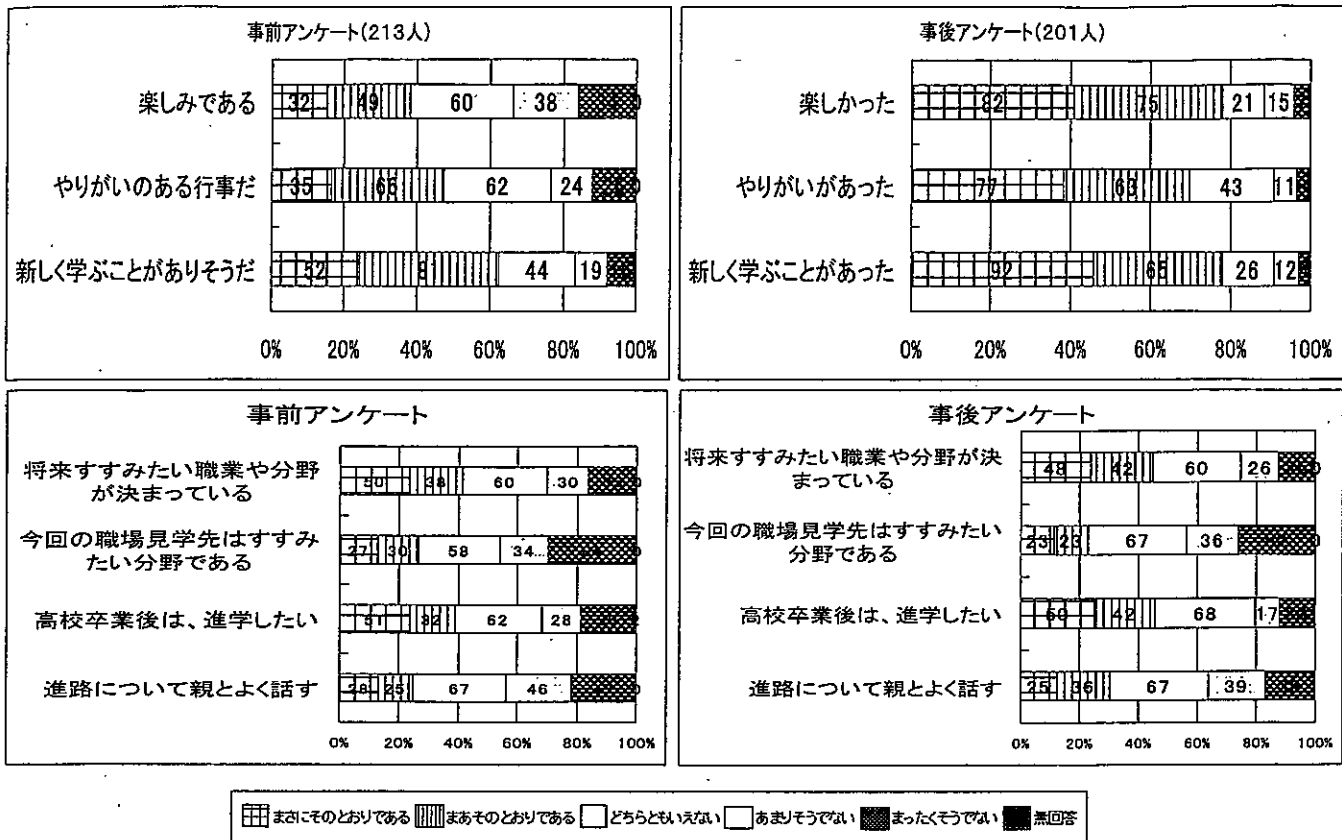 事前アンケート(213人)
楽しみである
32 49 60 38
やりがいのある行事だ
35 62 24
新しく学ぶことがありそうだ
52 44 19
0% 20% 40% 60% 80% 100%
事後アンケート(201人)
楽しかった
82 75 21 15
やりがいがあった
77 63 43 11
新しく学ぶことがあった
92 65 26 12
0% 20% 40% 60% 80% 100%
事前アンケート
将来すすみたい職業や分野
が決まっている
50 38 60 30
今回の職場見学先はすすみ
たい分野である
27 30 58 34
高校卒業後は、進学したい
51 32 62 28
進路について親とよく話す
28 25 67 46
0% 20% 40% 60% 80% 100%
事後アンケート
将来すすみたい職業や分野が決
まっている
48 42 60 26
今回の職場見学先はすすみたい
分野である
23 23 67 36
高校卒業後は、進学したい
42 68 17
進路について親とよく話す
25 36 67 39
0% 20% 40% 60% 80% 100%
まさにそのとおりである まあそのとおりである どちらともいえない あまりそうでない まったくそうでない 無回答